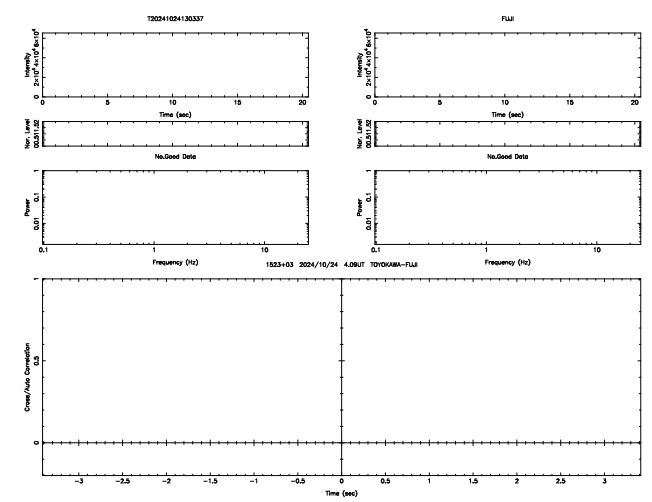 T20241024130337
FUJI
Intensity
0 2×10⁴ 4×10⁴ 6×10⁴
0 5 10 15 20
Time (sec)
Intensity
0 2×10⁴ 4×10⁴ 6×10⁴
0 5 10 15 20
Time (sec)
Nor. Level
00.511.52
Nor. Level
00.511.52
No.Good Data
No.Good Data
Power
1
0.1
0.01
0.1 1 10
Frequency (Hz)
Power
1
0.1
0.01
0.1 1 10
Frequency (Hz)
1523+03 2024/10/24 4.09UT TOYOKAWA-FUJI
Cross/Auto Correlation
1
0.5
0
-3 -2.5 -2 -1.5 -1 -0.5 0 0.5 1 1.5 2 2.5 3
Time (sec)